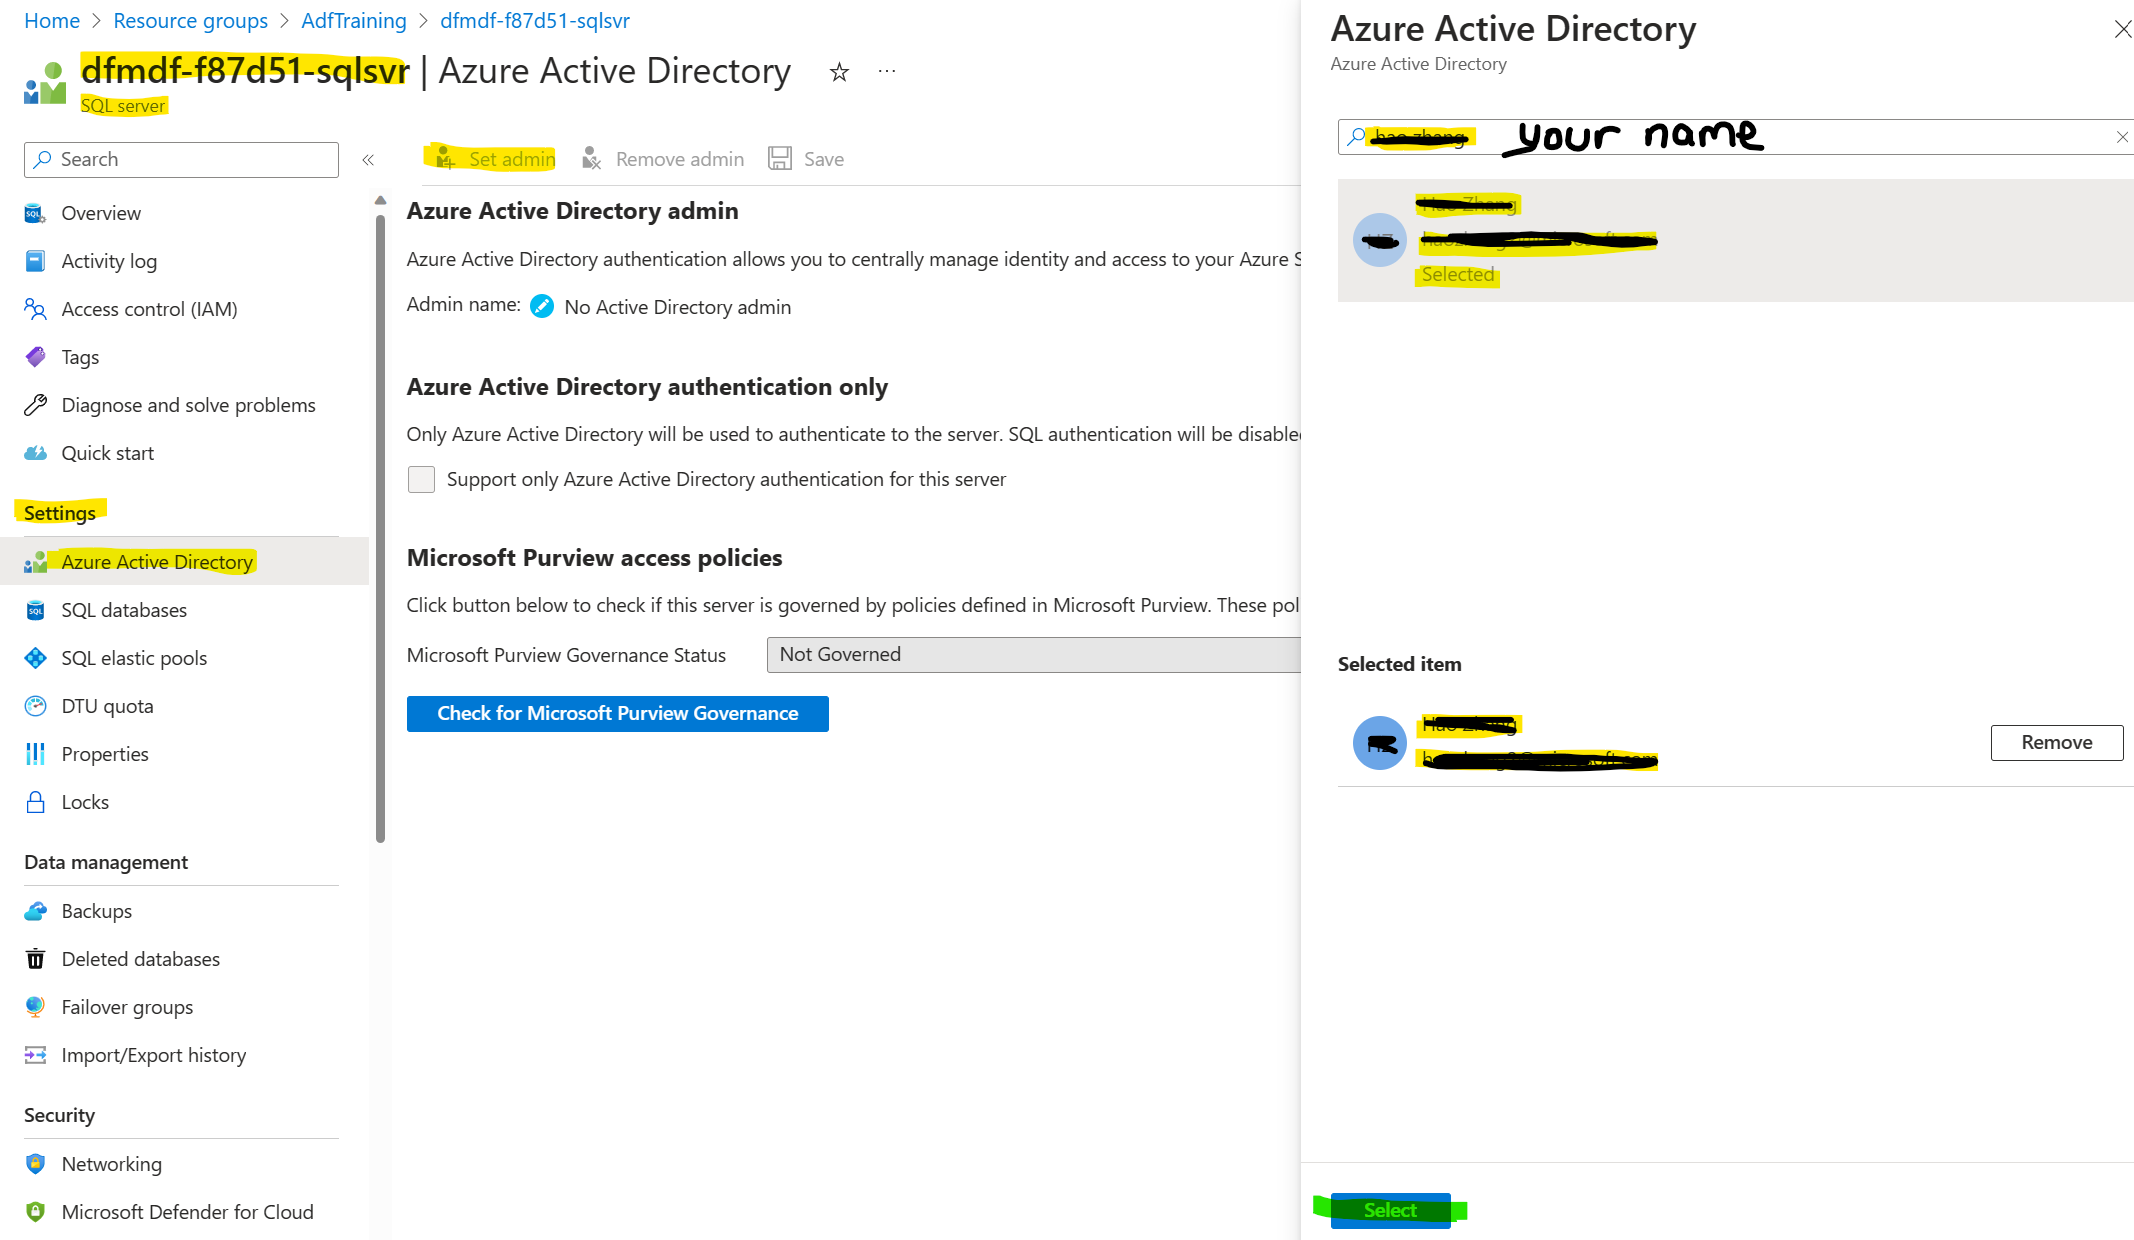 Home > Resource groups > AdfTraining > dfmdf-f87d51-sqlsvr
dfmdf-f87d51-sqlsvr | Azure Active Directory
SQL server
Search
Overview
Activity log
Access control (IAM)
Tags
Diagnose and solve problems
Quick start
Settings
Azure Active Directory
SQL databases
SQL elastic pools
DTU quota
Properties
Locks
Data management
Backups
Deleted databases
Failover groups
Import/Export history
Security
Networking
Microsoft Defender for Cloud
Set admin Remove admin Save
Azure Active Directory admin
Azure Active Directory authentication allows you to centrally manage identity and access to your Azure S
Admin name: No Active Directory admin
Azure Active Directory authentication only
Only Azure Active Directory will be used to authenticate to the server. SQL authentication will be disable
Support only Azure Active Directory authentication for this server
Microsoft Purview access policies
Click button below to check if this server is governed by policies defined in Microsoft Purview. These pol
Microsoft Purview Governance Status Not Governed
Check for Microsoft Purview Governance
Azure Active Directory
Azure Active Directory
your name
Selected
Selected item
Remove
Select